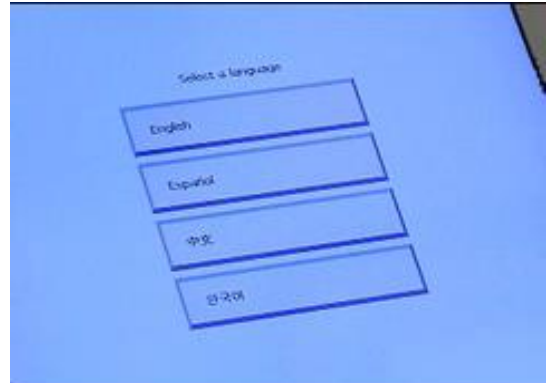 Select a language
English
Español
中文
한국어